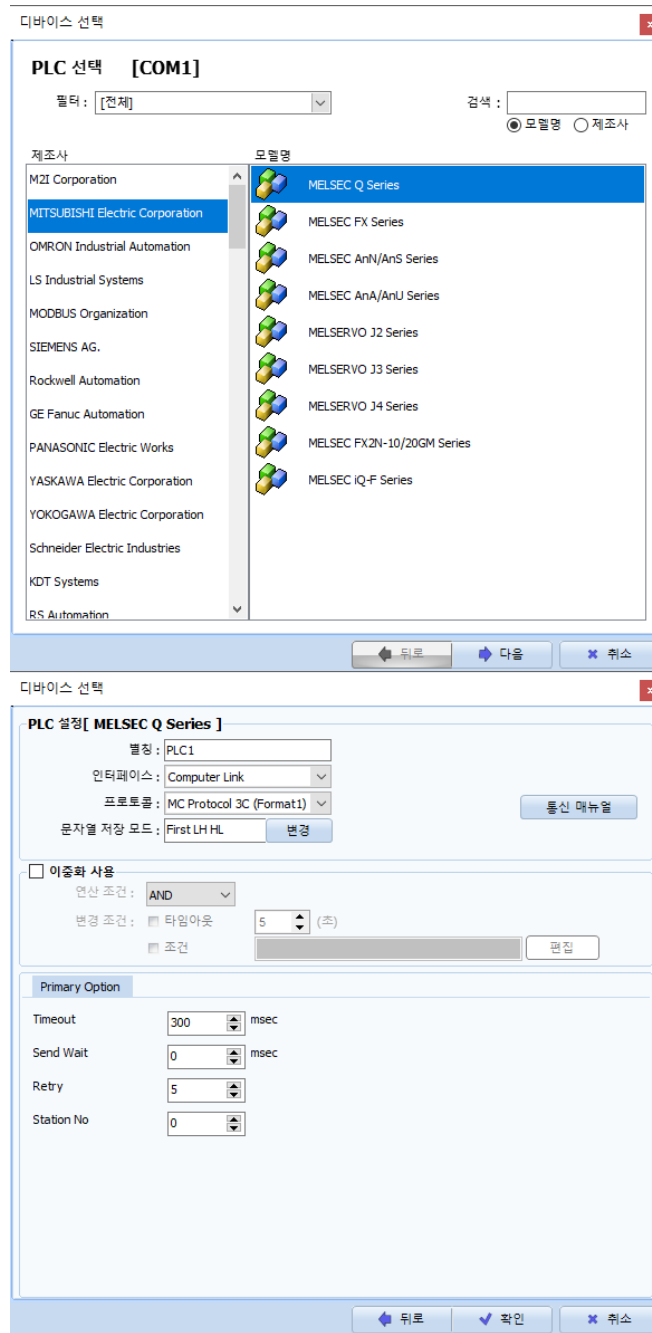 디바이스 선택
PLC 선택 [COM1]
필터 : [전체] 검색 :
모델명 제조사
제조사 모델명
M2I Corporation
MITSUBISHI Electric Corporation
OMRON Industrial Automation
LS Industrial Systems
MODBUS Organization
SIEMENS AG.
Rockwell Automation
GE Fanuc Automation
PANASONIC Electric Works
YASKAWA Electric Corporation
YOKOGAWA Electric Corporation
Schneider Electric Industries
KDT Systems
RS Automation
MELSEC Q Series
MELSEC FX Series
MELSEC AnN/AnS Series
MELSEC AnA/AnU Series
MELSERVO J2 Series
MELSERVO J3 Series
MELSERVO J4 Series
MELSEC FX2N-10/20GM Series
MELSEC iQ-F Series
뒤로 다음 취소
디바이스 선택
PLC 설정[ MELSEC Q Series ]
별칭 : PLC1
인터페이스 : Computer Link
프로토콜 : MC Protocol 3C (Format1) 통신 매뉴얼
문자열 저장 모드 : First LH HL 변경
이중화 사용
연산 조건 : AND
변경 조건 : 타임아웃 5 (초)
조건 편집
Primary Option
Timeout 300 msec
Send Wait 0 msec
Retry 5
Station No 0
뒤로 확인 취소